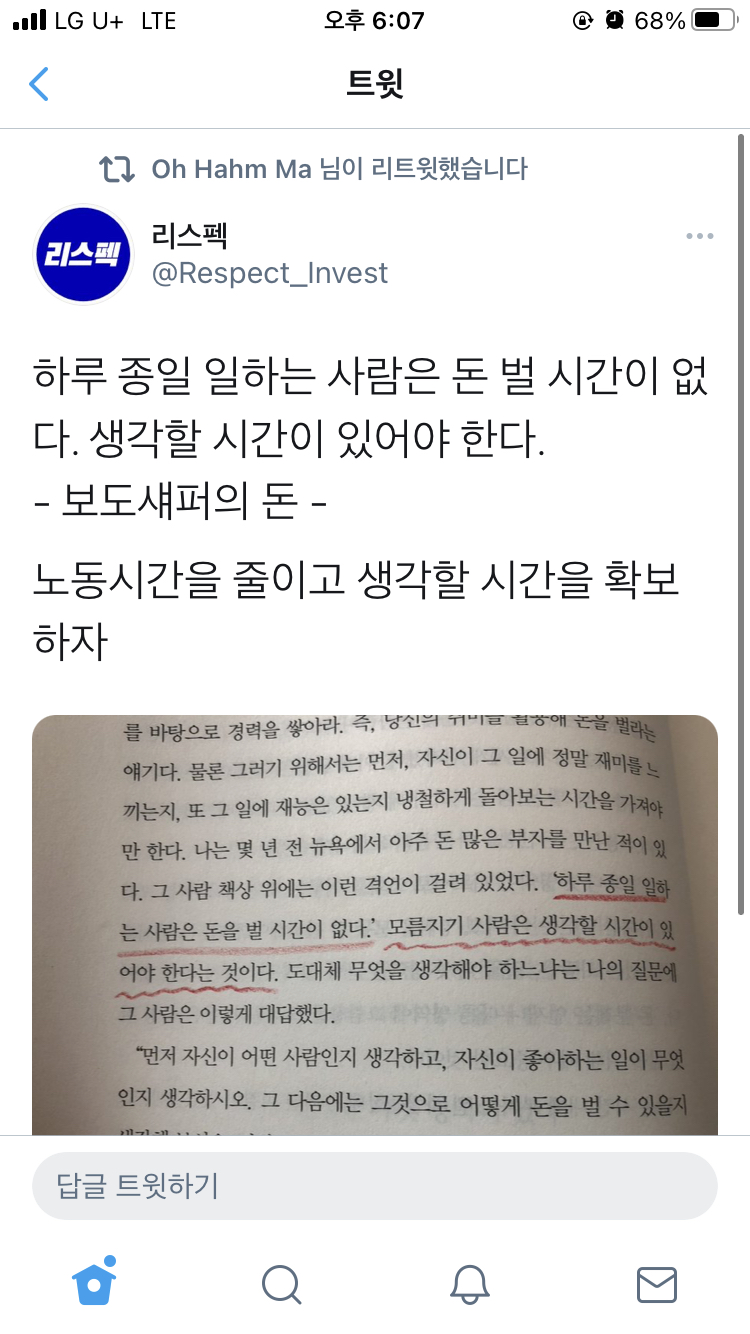 LG U+ LTE 오후 6:07 68%
트윗
Oh Hahm Ma 님이 리트윗했습니다
리스펙
리스펙
@Respect_Invest
하루 종일 일하는 사람은 돈 벌 시간이 없
다. 생각할 시간이 있어야 한다.
- 보도섀퍼의 돈 -
노동시간을 줄이고 생각할 시간을 확보
하자
를 바탕으로 경력을 쌓아라. 즉, 당신의 취미를 활용해 돈을 벌라는
얘기다. 물론 그러기 위해서는 먼저, 자신이 그 일에 정말 재미를 느
끼는지, 또 그 일에 재능은 있는지 냉철하게 돌아보는 시간을 가져야
만 한다. 나는 몇 년 전 뉴욕에서 아주 돈 많은 부자를 만난 적이 있
다. 그 사람 책상 위에는 이런 격언이 걸려 있었다. '하루 종일 일하
는 사람은 돈을 벌 시간이 없다.' 모름지기 사람은 생각할 시간이 있
어야 한다는 것이다. 도대체 무엇을 생각해야 하느냐는 나의 질문에
그 사람은 이렇게 대답했다.
"먼저 자신이 어떤 사람인지 생각하고, 자신이 좋아하는 일이 무엇
인지 생각하시오. 그 다음에는 그것으로 어떻게 돈을 벌 수 있을지
답글 트윗하기